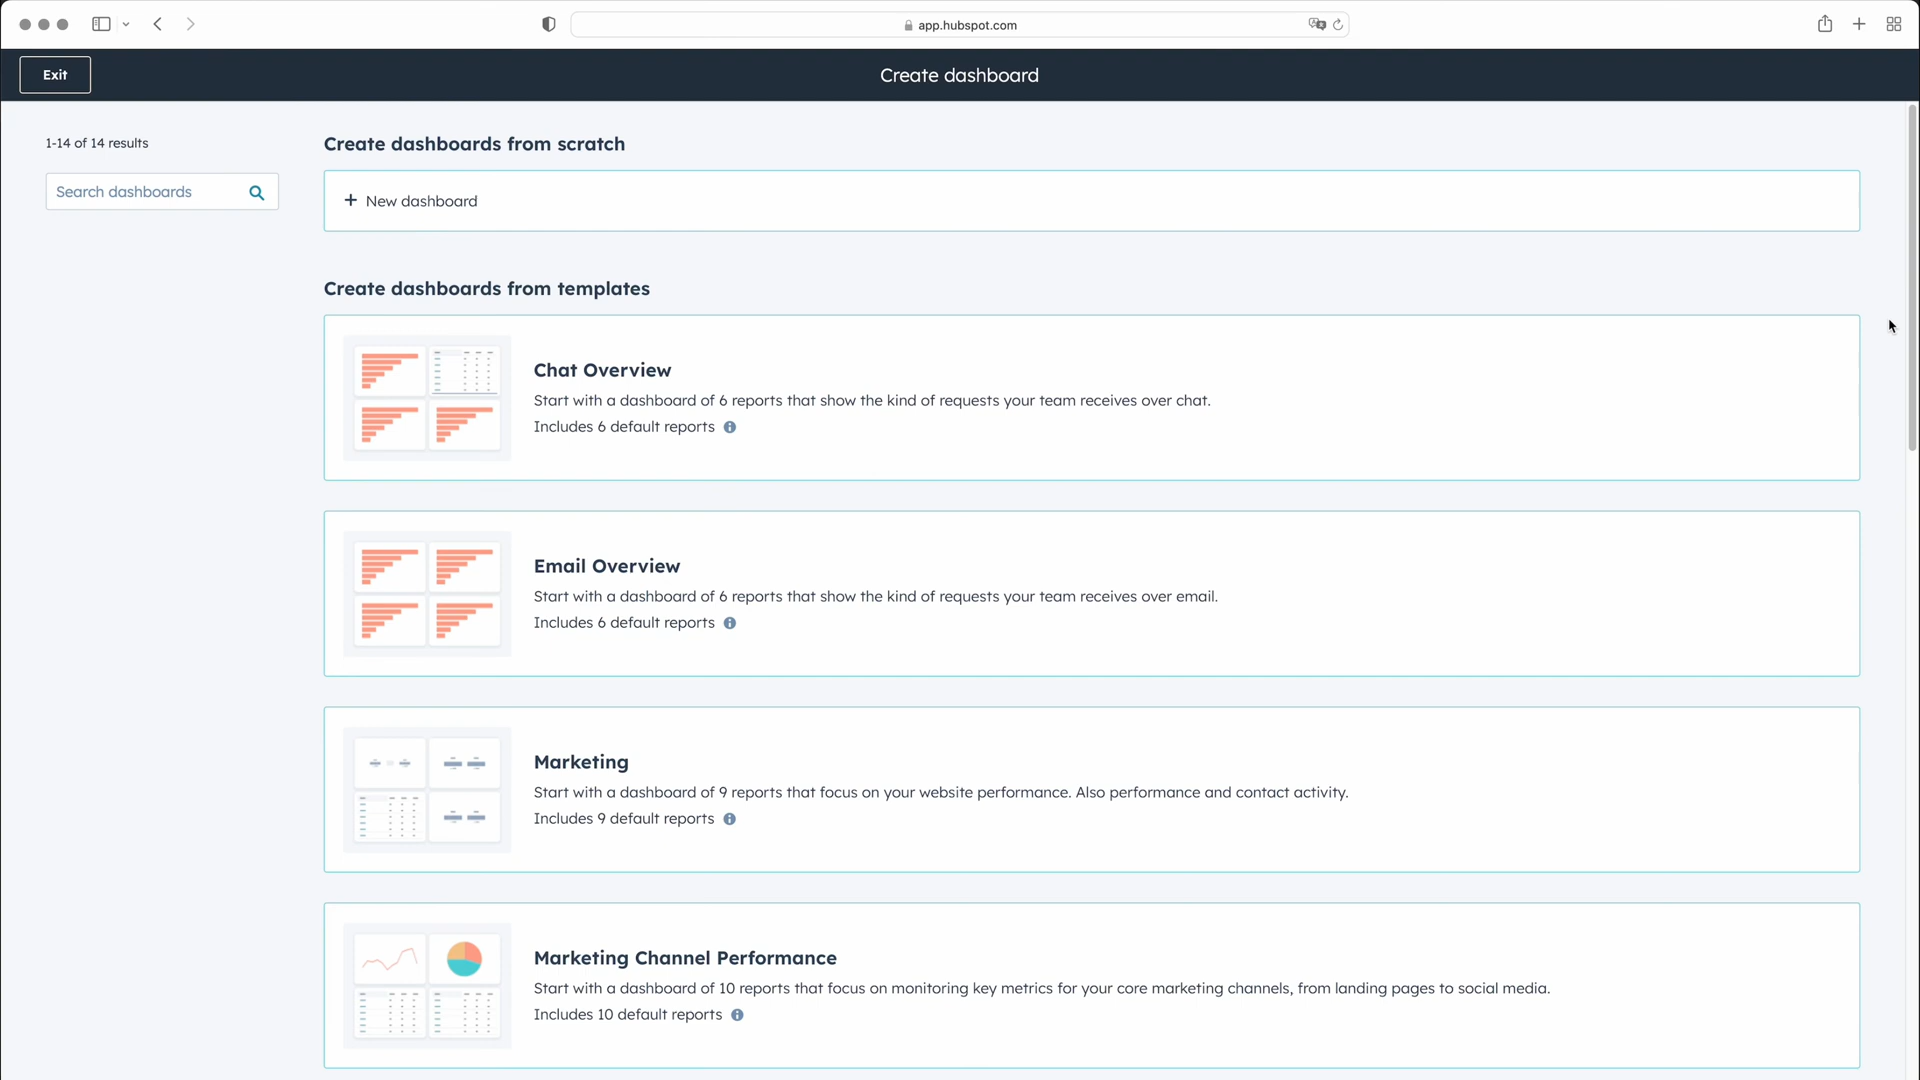 app.hubspot.com
Exit
Create dashboard
1-14 of 14 results
Search dashboards
Create dashboards from scratch
+ New dashboard
Create dashboards from templates
Chat Overview
Start with a dashboard of 6 reports that show the kind of requests your team receives over chat.
Includes 6 default reports
Email Overview
Start with a dashboard of 6 reports that show the kind of requests your team receives over email.
Includes 6 default reports
Marketing
Start with a dashboard of 9 reports that focus on your website performance. Also performance and contact activity.
Includes 9 default reports
Marketing Channel Performance
Start with a dashboard of 10 reports that focus on monitoring key metrics for your core marketing channels, from landing pages to social media.
Includes 10 default reports